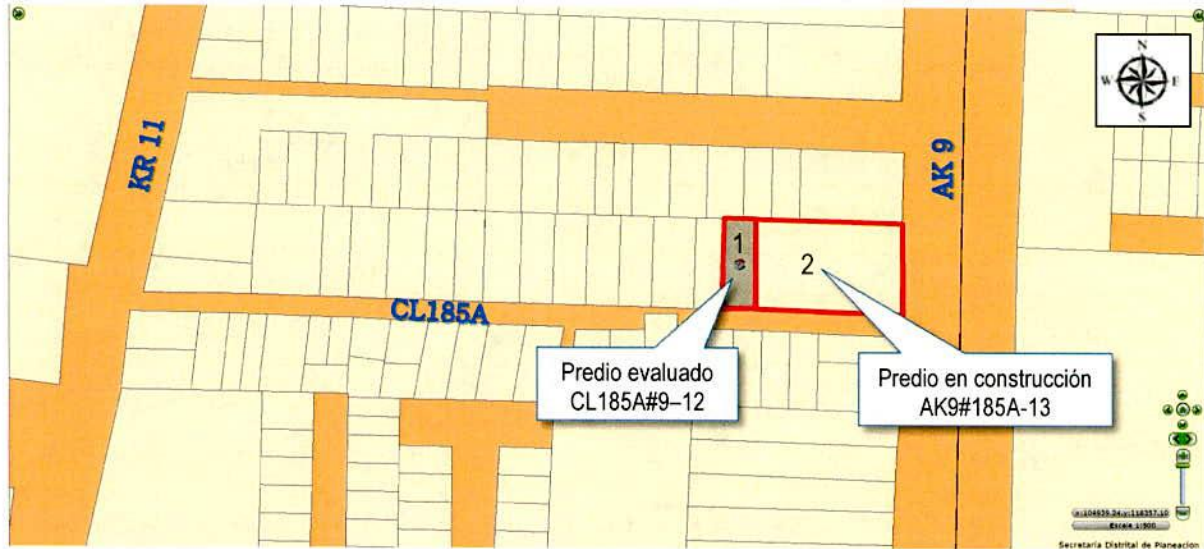 N
W E
S
KR 11
AK 9
1
2
CL185A
Predio evaluado
CL185A#9–12
Predio en construcción
AK9#185A-13
Escala 1:500
Secretaría Distrital de Planeación